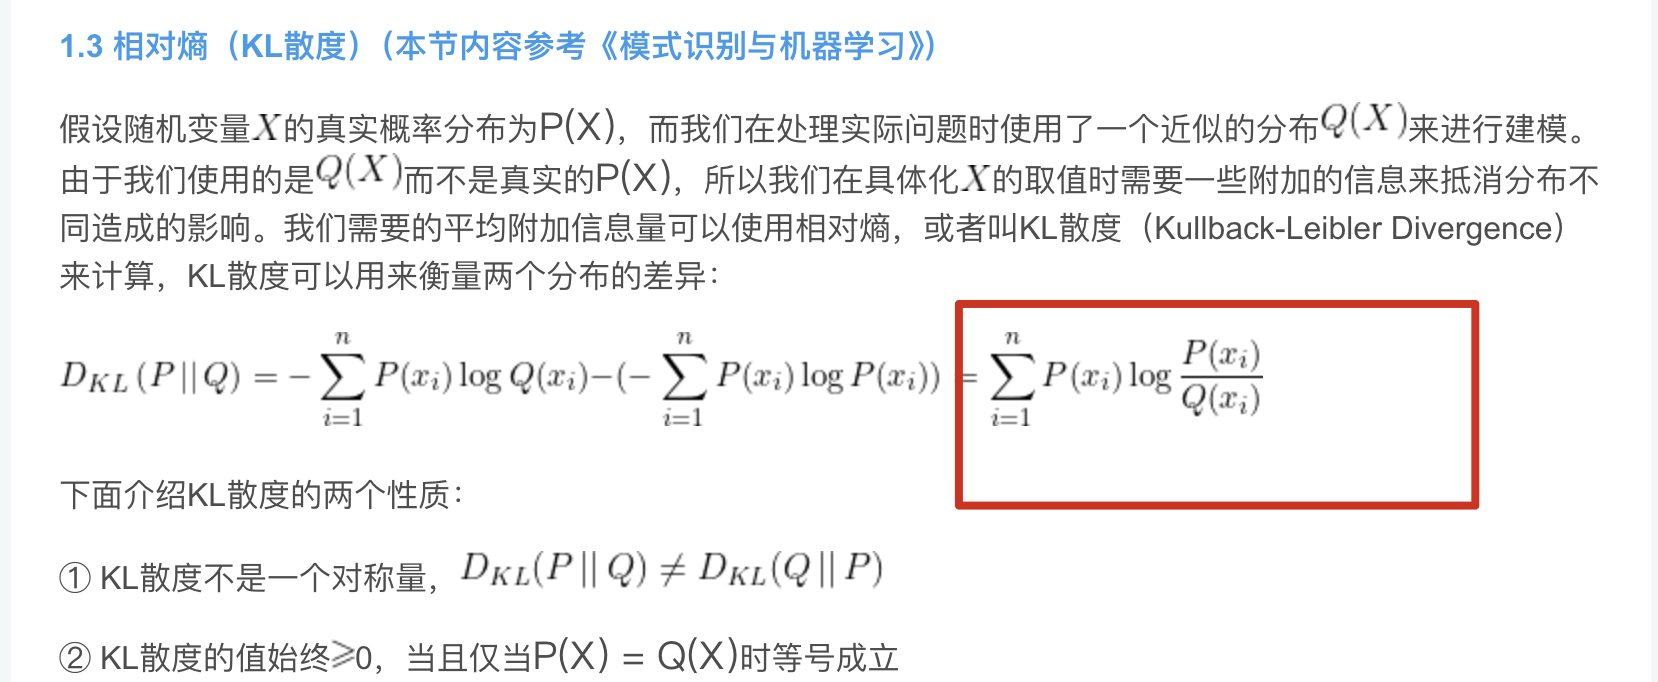 1.3 相对熵（KL散度）（本节内容参考《模式识别与机器学习》）
假设随机变量X的真实概率分布为P(X)，而我们在处理实际问题时使用了一个近似的分布Q(X)来进行建模。
由于我们使用的是Q(X)而不是真实的P(X)，所以我们在具体化X的取值时需要一些附加的信息来抵消分布不
同造成的影响。我们需要的平均附加信息量可以使用相对熵，或者叫KL散度（Kullback-Leibler Divergence）
来计算，KL散度可以用来衡量两个分布的差异：
D_{KL}(P||Q) = -\sum_{i=1}^{n} P(x_i) \log Q(x_i) - (-\sum_{i=1}^{n} P(x_i) \log P(x_i)) = \sum_{i=1}^{n} P(x_i) \log \frac{P(x_i)}{Q(x_i)}
下面介绍KL散度的两个性质：
① KL散度不是一个对称量，D_{KL}(P||Q) ≠ D_{KL}(Q||P)
② KL散度的值始终⩾0，当且仅当P(X) = Q(X)时等号成立